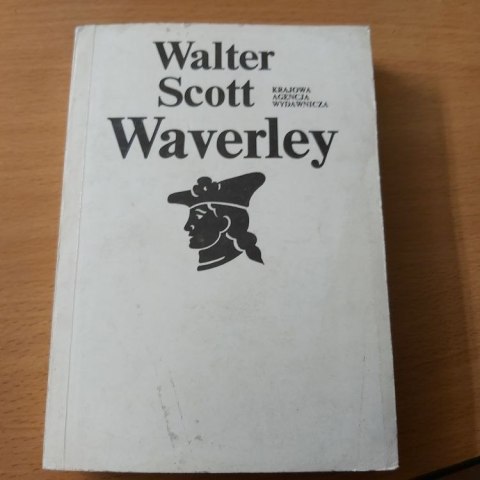 Walter
Scott
KRAJOWA
AGENCJA
WYDAWNICZA
Waverley